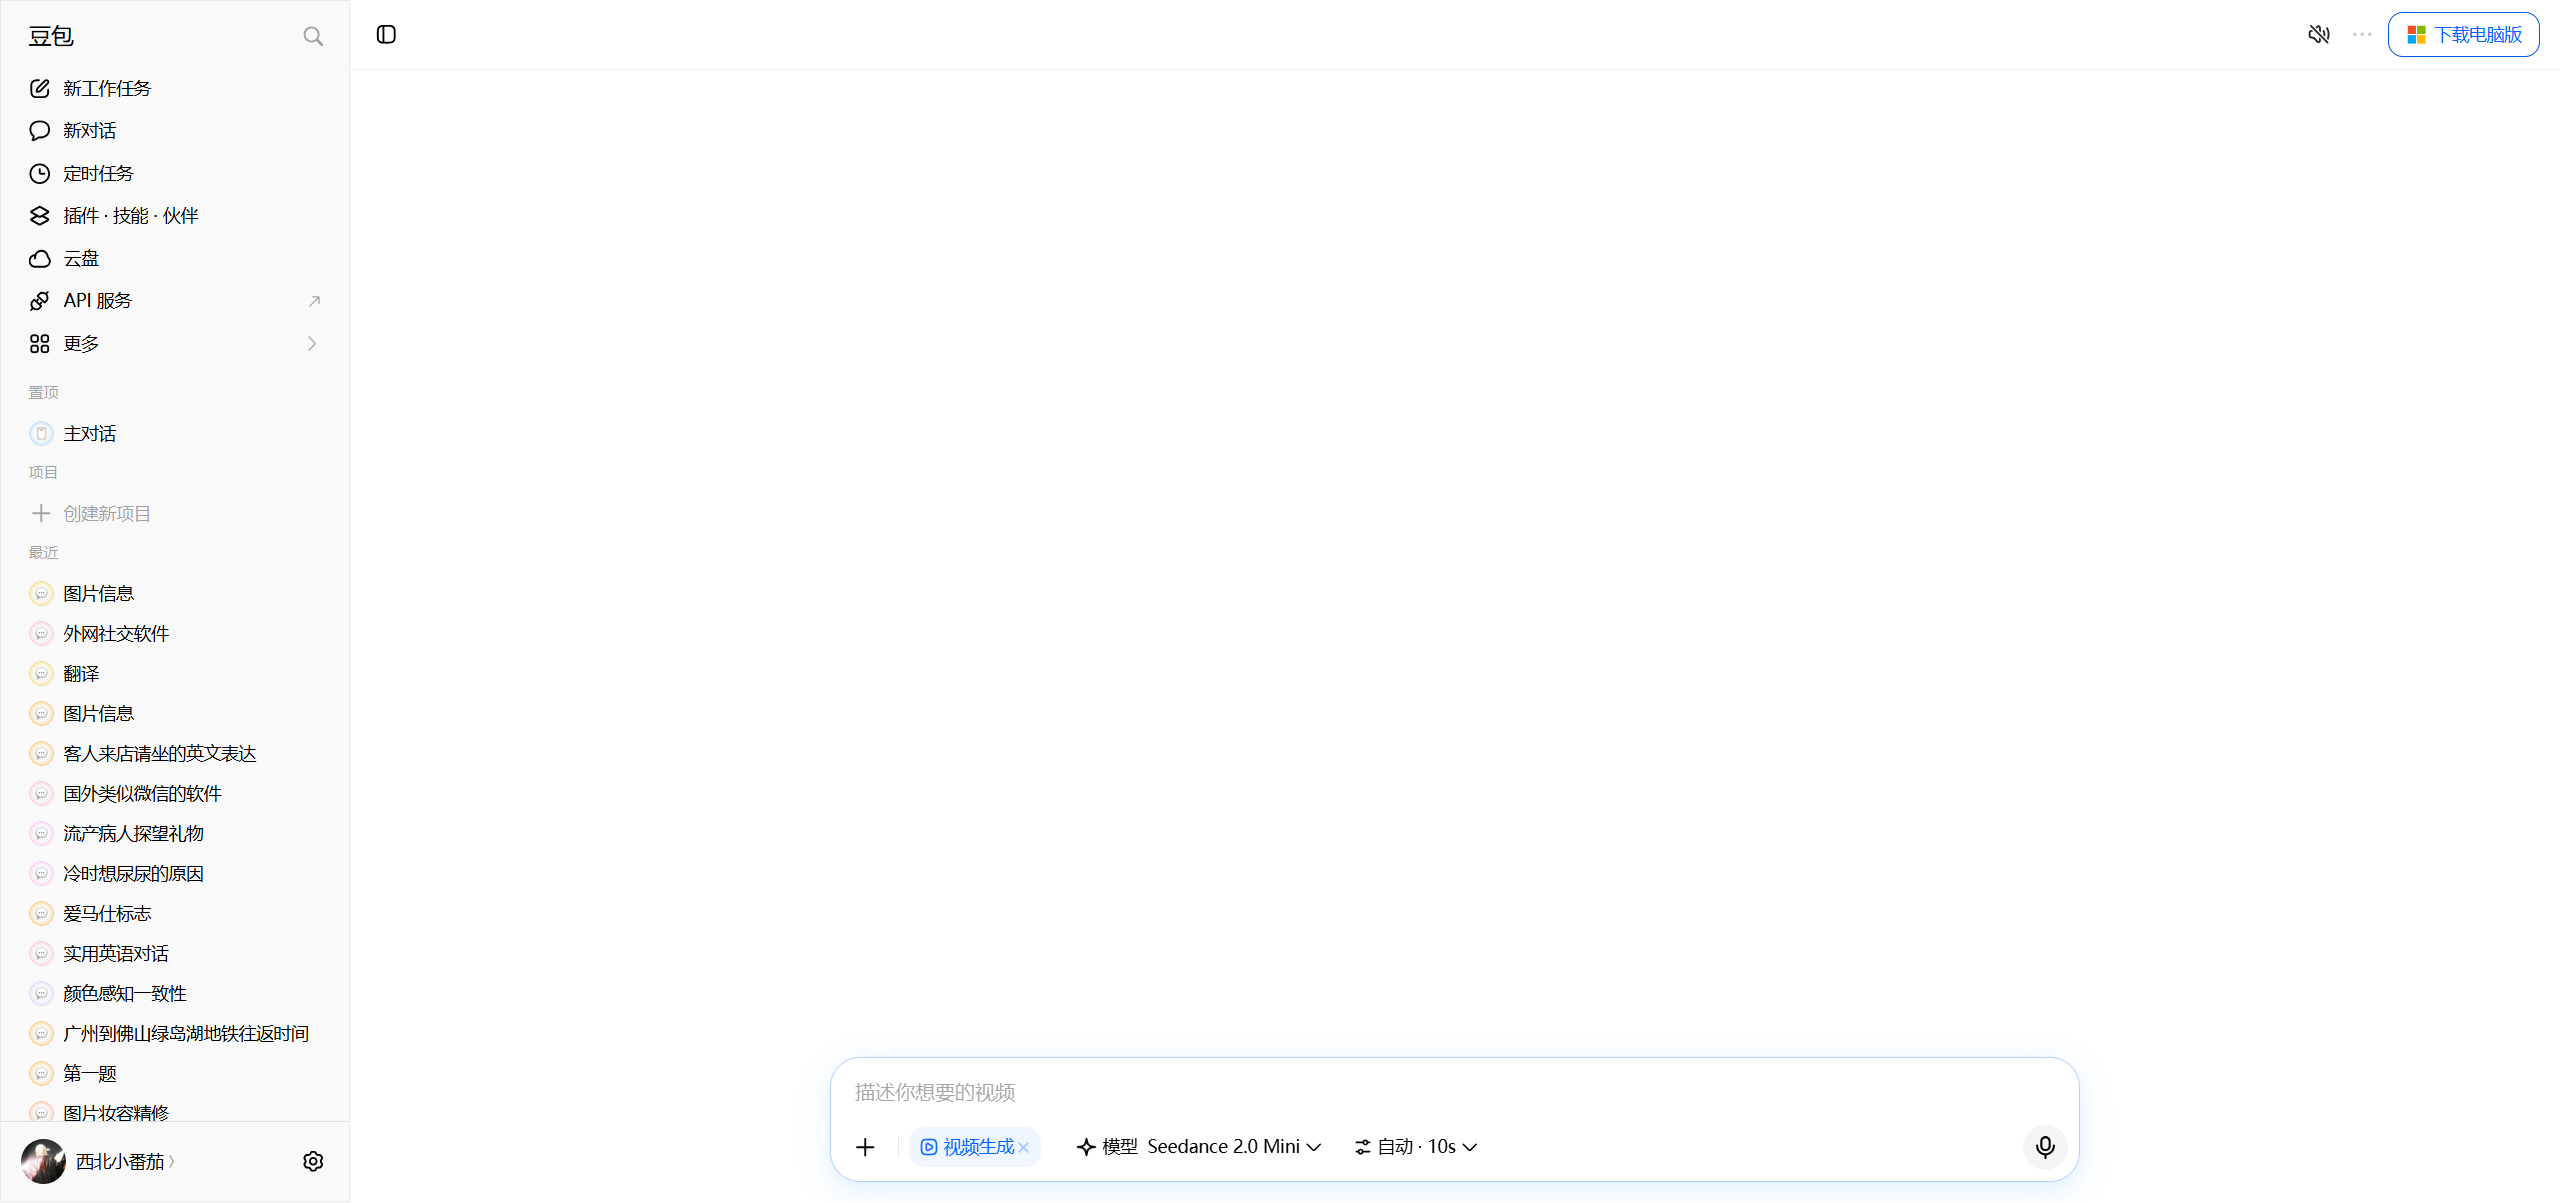 豆包
新工作任务
新对话
定时任务
插件 · 技能 · 伙伴
云盘
API 服务
更多
置顶
主对话
项目
创建新项目
最近
图片信息
外网社交软件
翻译
图片信息
客人来店请坐的英文表达
国外类似微信的软件
流产病人探望礼物
冷时想尿尿的原因
爱马仕标志
实用英语对话
颜色感知一致性
广州到佛山绿岛湖地铁往返时间
第一题
图片妆容精修
西北小番茄
下载电脑版
描述你想要的视频
视频生成 模型 Seedance 2.0 Mini 自动 · 10s